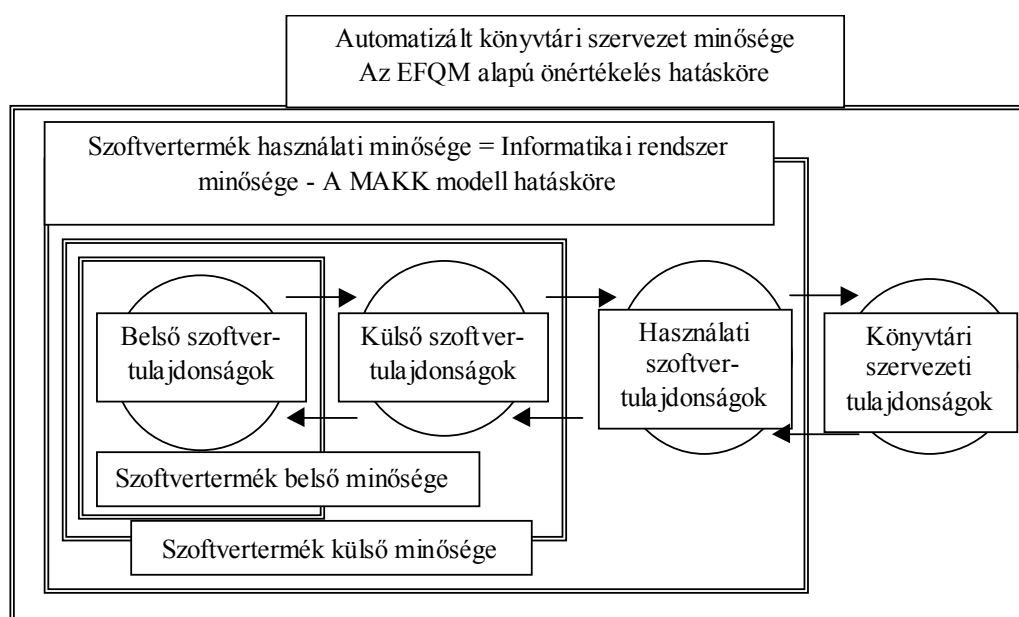 Automatizált könyvtári szervezet minősége
Az EFQM alapú önértékelés hatásköre
Szoftvertermék használati minősége = Informatikai rendszer
minősége - A MAKK modell hatásköre
Belső szoftver-
tulajdonságok
Külső szoftver-
tulajdonságok
Használati
szoftver-
tulajdonságok
Könyvtári
szervezeti
tulajdonságok
Szoftvertermék belső minősége
Szoftvertermék külső minősége